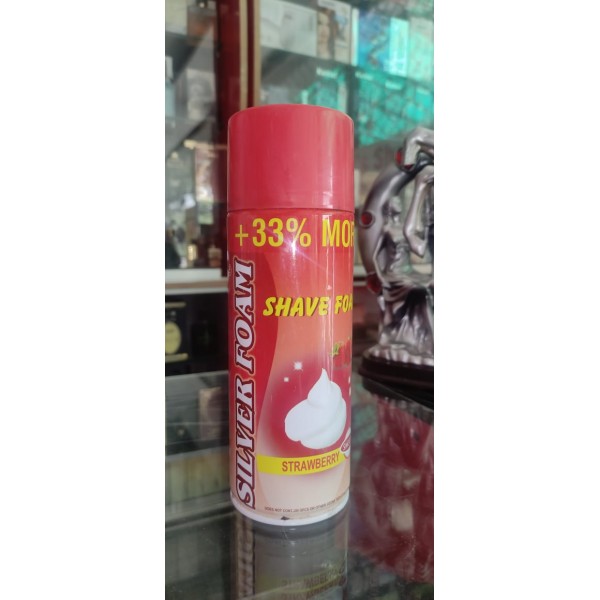 +33% MOR
SHAVE FOA
SILVER FOAM
STRAWBERRY